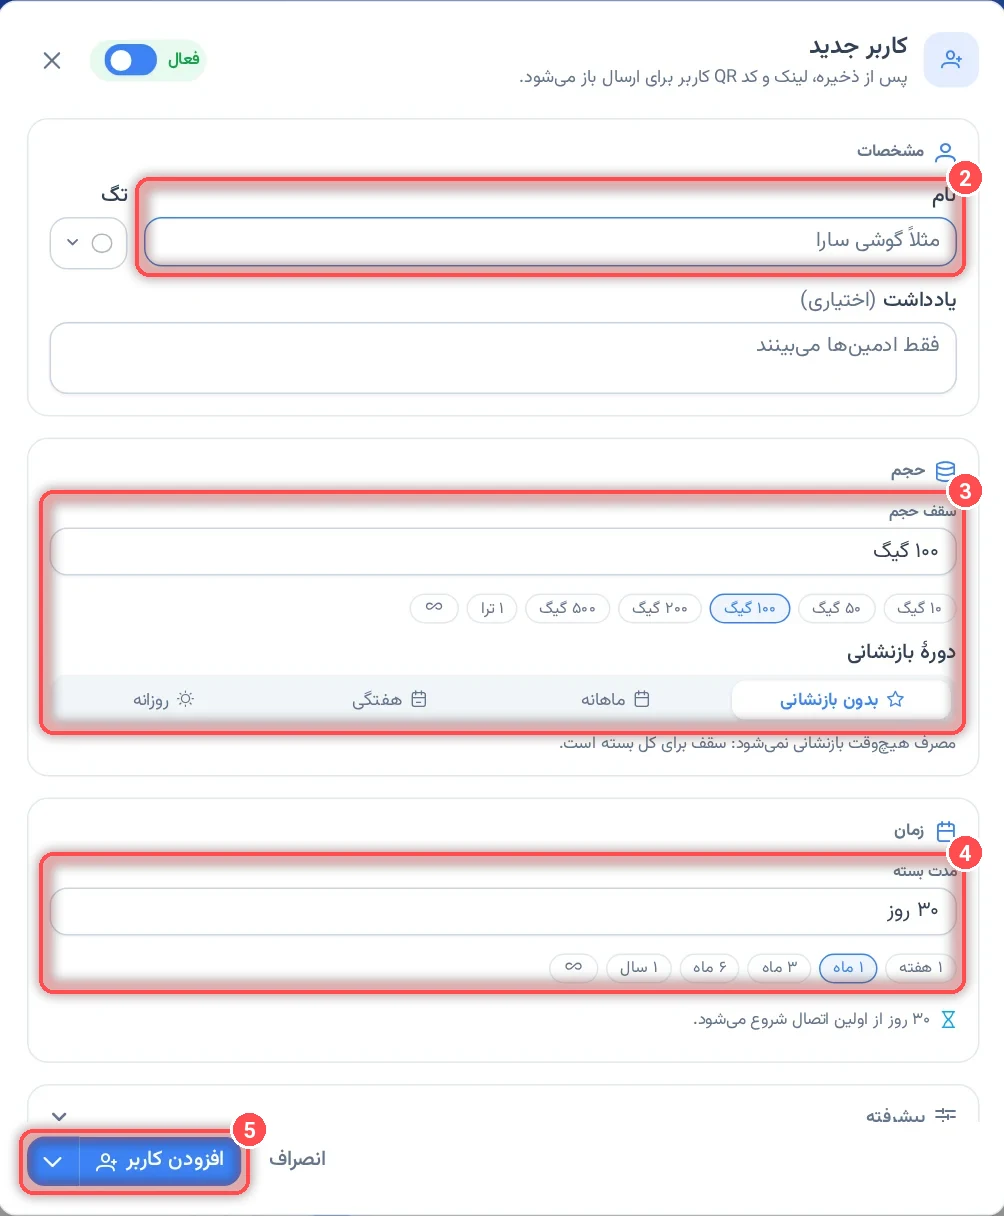 کاربر جدید
فعال
پس از ذخیره، لینک و کد QR کاربر برای ارسال باز می‌شود.
مشخصات
2
نام
تگ
مثلاً گوشی سارا
یادداشت (اختیاری)
فقط ادمین‌ها می‌بینند
حجم
3
سقف حجم
۱۰۰ گیگ
۱۰ گیگ ۵۰ گیگ ۱۰۰ گیگ ۲۰۰ گیگ ۵۰۰ گیگ ۱ ترا ∞
دورهٔ بازنشانی
بدون بازنشانی ماهانه هفتگی روزانه
مصرف هیچ‌وقت بازنشانی نمی‌شود: سقف برای کل بسته است.
زمان
4
مدت بسته
۳۰ روز
۱ هفته ۱ ماه ۳ ماه ۶ ماه ۱ سال ∞
۳۰ روز از اولین اتصال شروع می‌شود.
پیشرفته
5
انصراف
افزودن کاربر